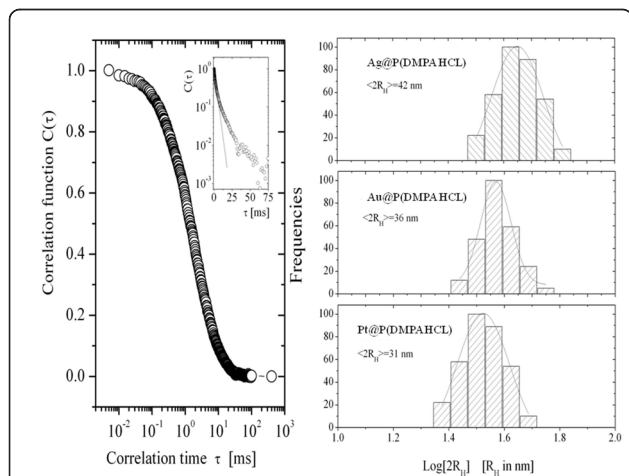 1.0
0.8
0.6
0.4
0.2
0.0
Correlation function C(τ)
10⁻² 10⁻¹ 10⁰ 10¹ 10² 10³
Correlation time τ [ms]
C(τ)
10⁰
10⁻¹
10⁻²
10⁻³
0 25 50 75
τ [ms]
Frequencies
100
80
60
40
20
0
Ag@P(DMPAHCL)
<2R_H>=42 nm
100
80
60
40
20
0
Au@P(DMPAHCL)
<2R_H>=36 nm
100
80
60
40
20
0
Pt@P(DMPAHCL)
<2R_H>=31 nm
1.0 1.2 1.4 1.6 1.8 2.0
Log[2R_H] [R_H in nm]